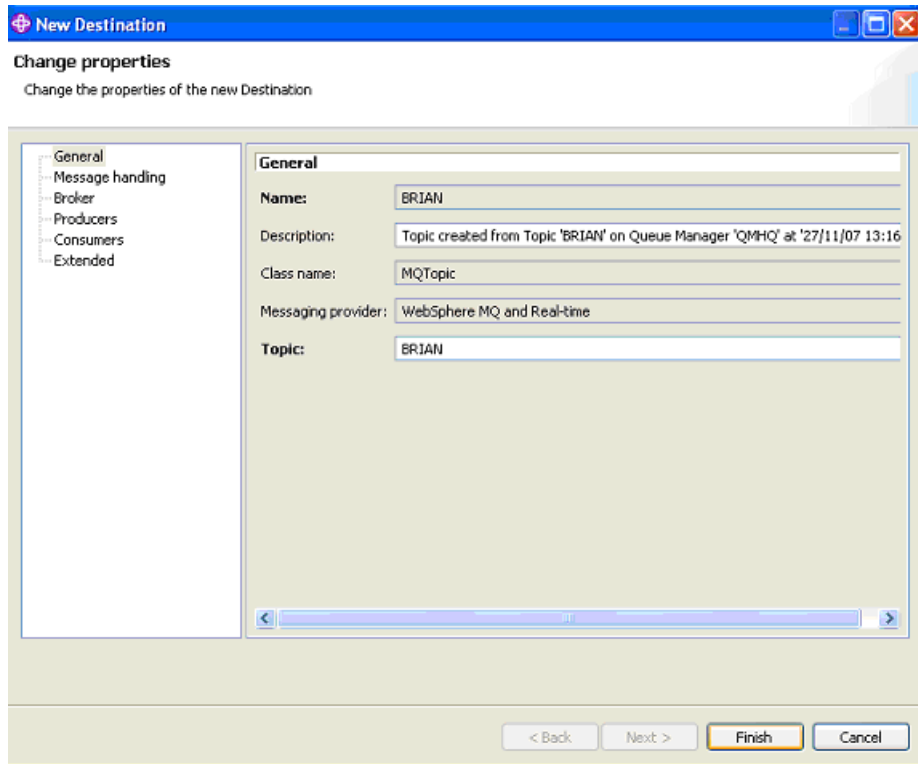 New Destination
Change properties
Change the properties of the new Destination
General
Message handling
Broker
Producers
Consumers
Extended
General
Name: BRIAN
Description: Topic created from Topic 'BRIAN' on Queue Manager 'QMHQ' at '27/11/07 13:16
Class name: MQTopic
Messaging provider: WebSphere MQ and Real-time
Topic: BRIAN
< Back Next > Finish Cancel